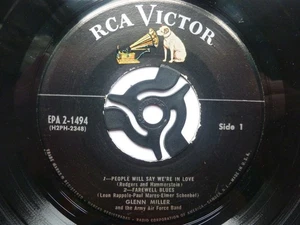 RCA VICTOR
EPA 2-1494
(H2PH-2348)
Side 1
1—PEOPLE WILL SAY WE'RE IN LOVE
(Rodgers and Hammerstein)
2—FAREWELL BLUES
(Leon Rappolo-Paul Mares-Elmer Schoebel)
GLENN MILLER
and the Army Air Force Band